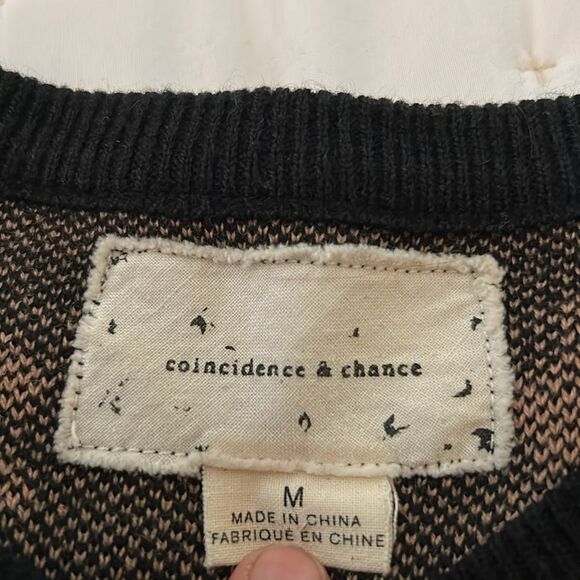 coincidence & chance
M
MADE IN CHINA
FABRIQUÉ EN CHINE